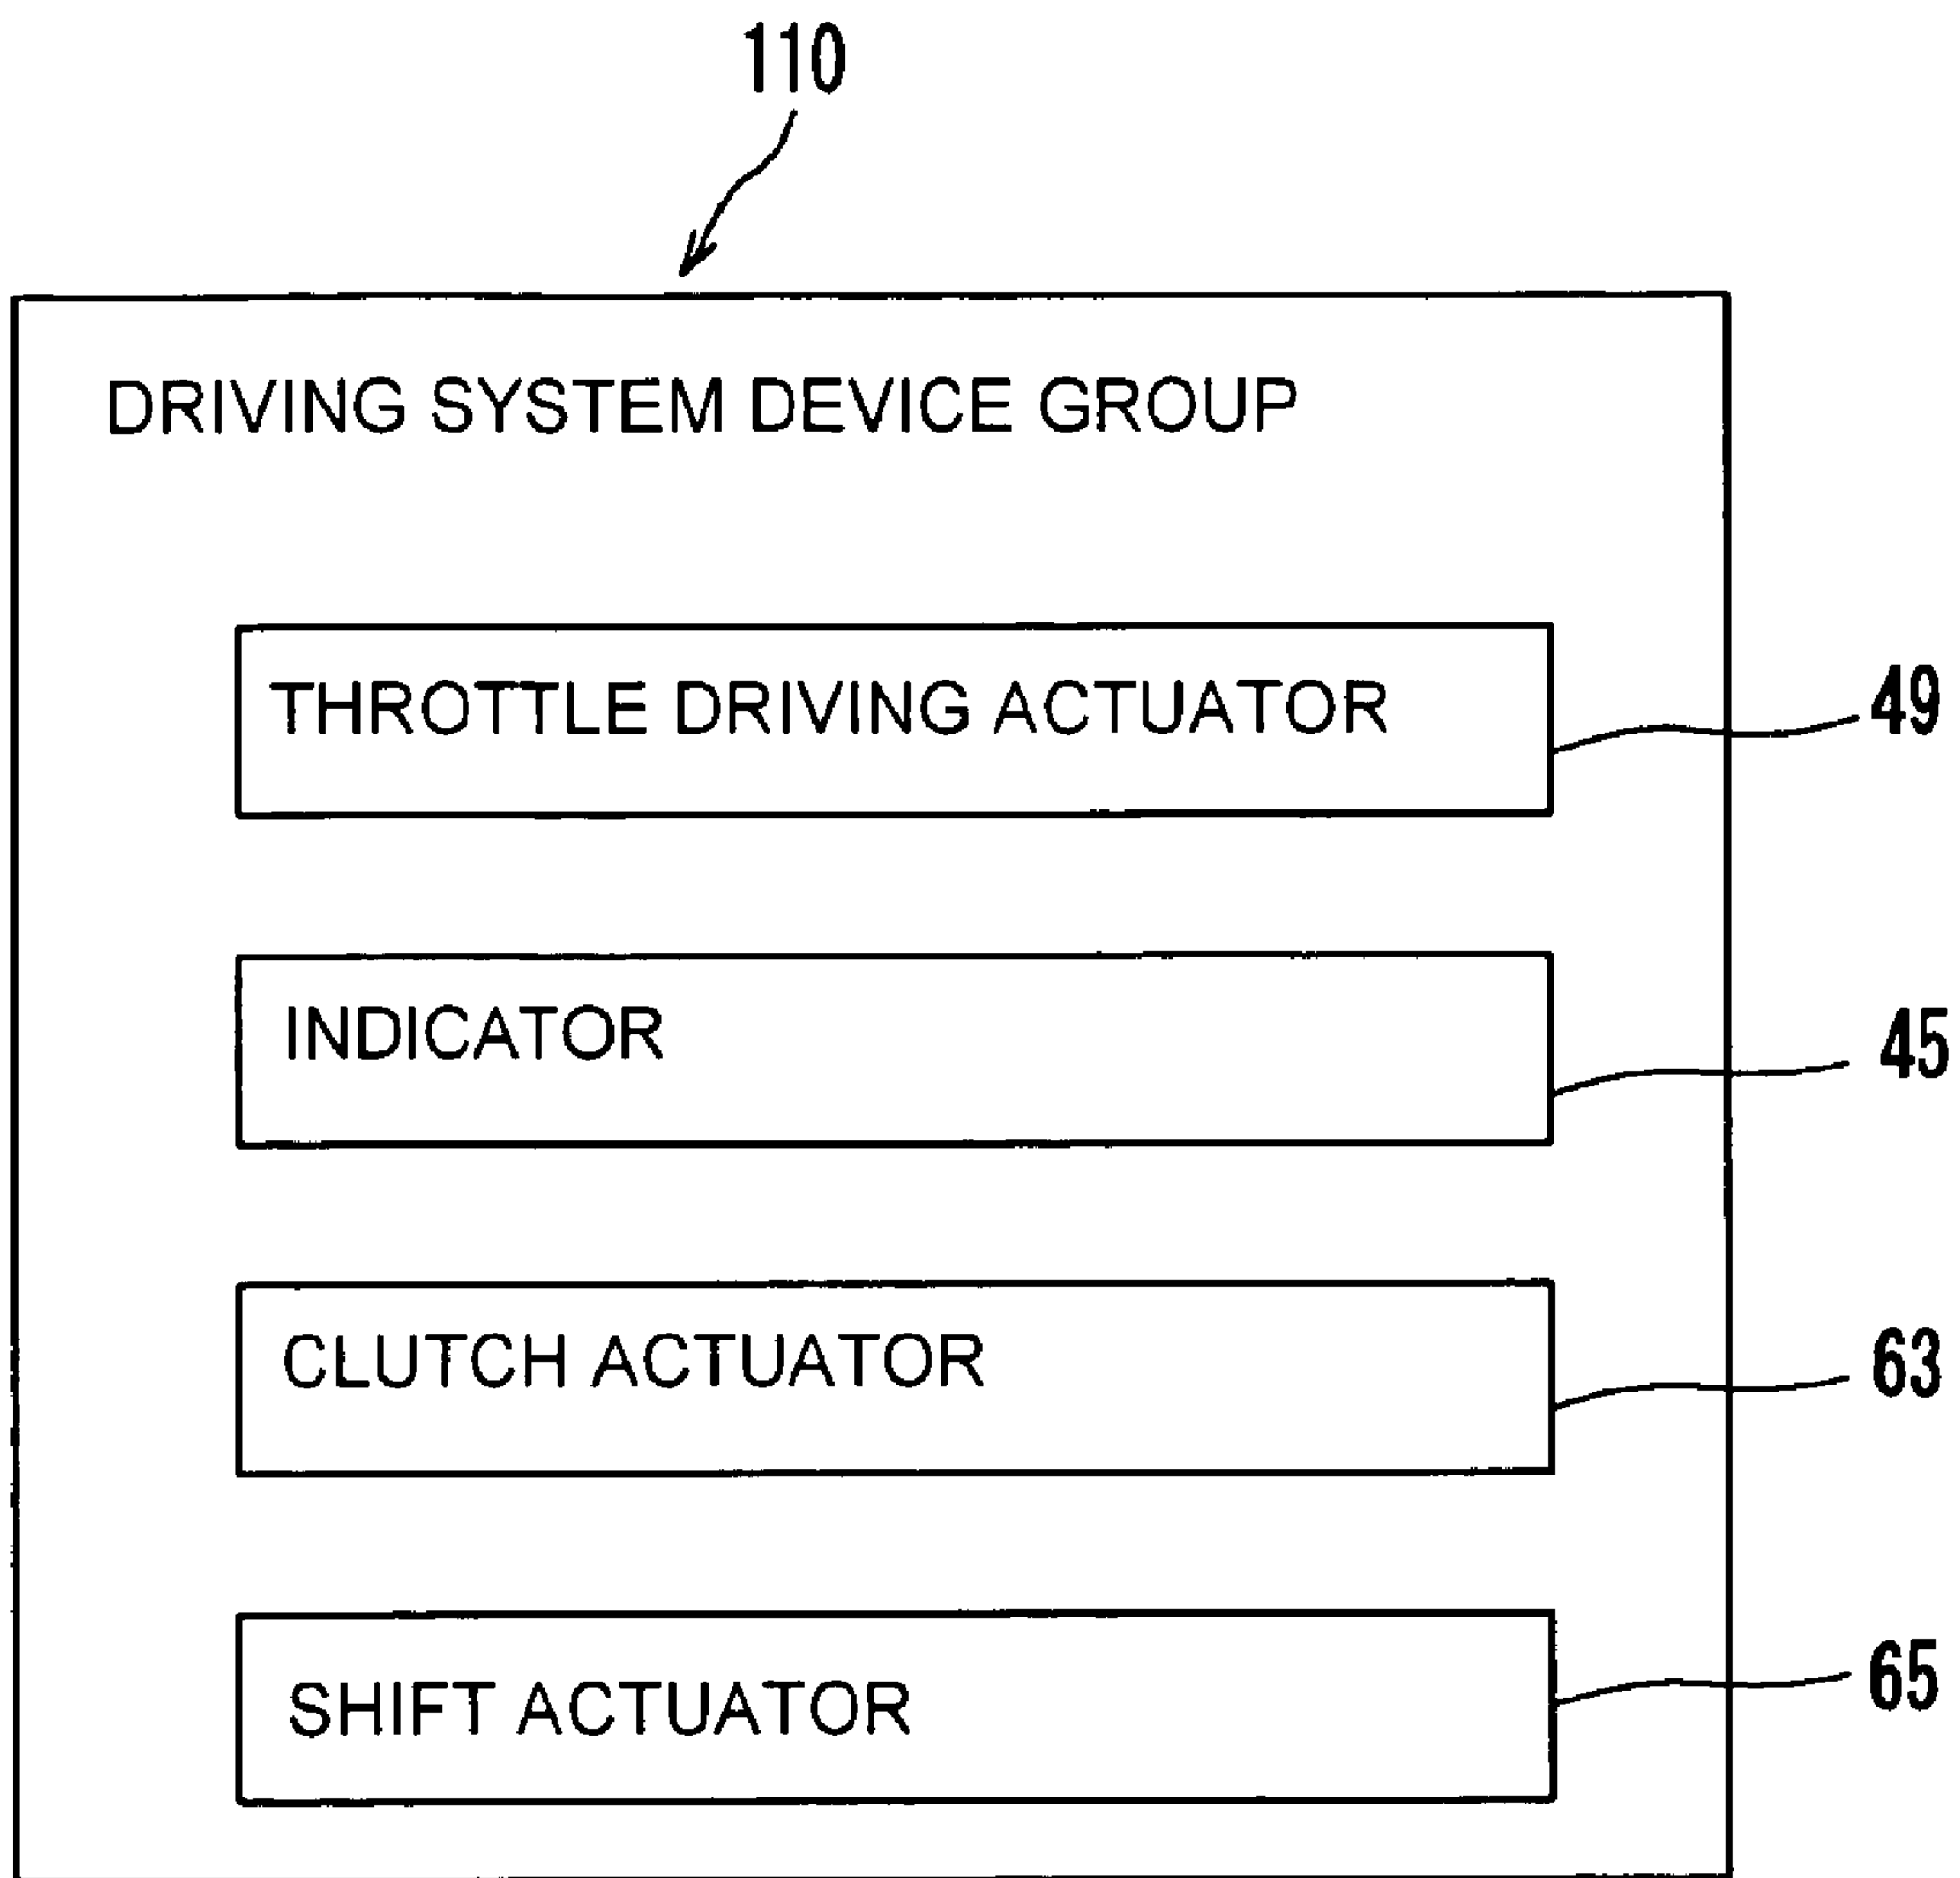 110
DRIVING SYSTEM DEVICE GROUP
THROTTLE DRIVING ACTUATOR
49
INDICATOR
45
CLUTCH ACTUATOR
63
SHIFT ACTUATOR
65